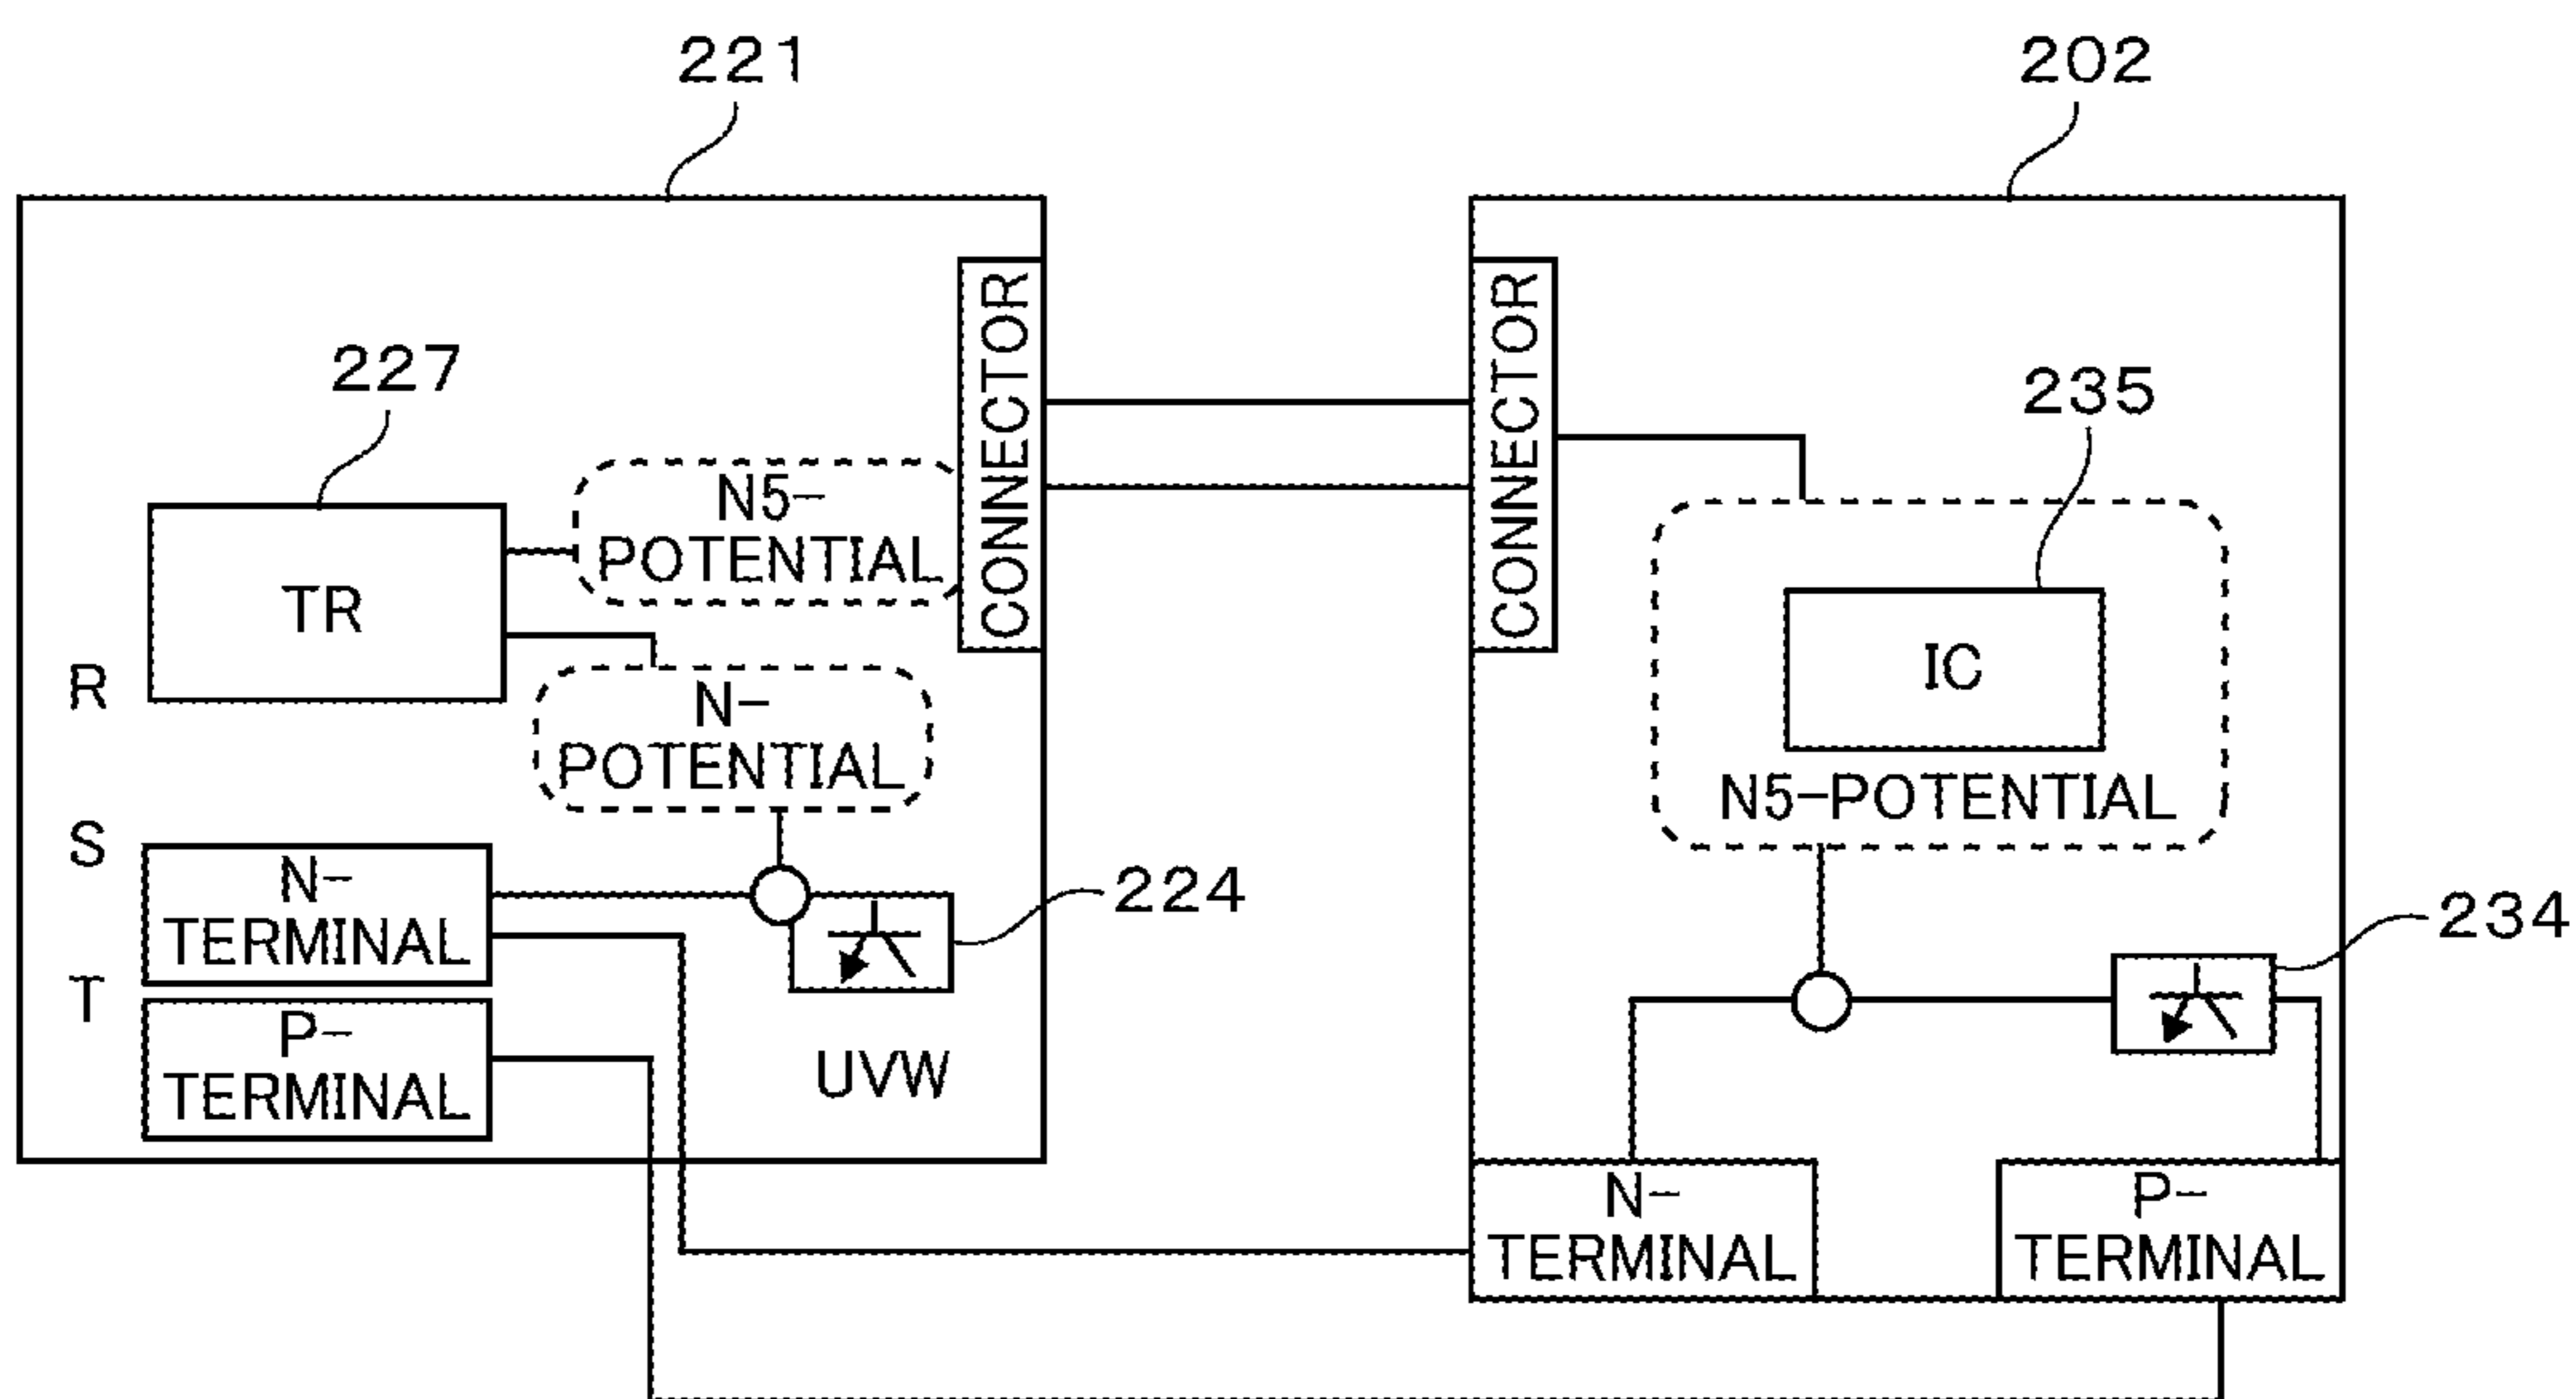 221
202
227
235
CONNECTOR
CONNECTOR
N5-
POTENTIAL
TR
IC
R
N-
POTENTIAL
N5-POTENTIAL
S
N-
TERMINAL
224
234
T
P-
TERMINAL
UVW
N-
TERMINAL
P-
TERMINAL